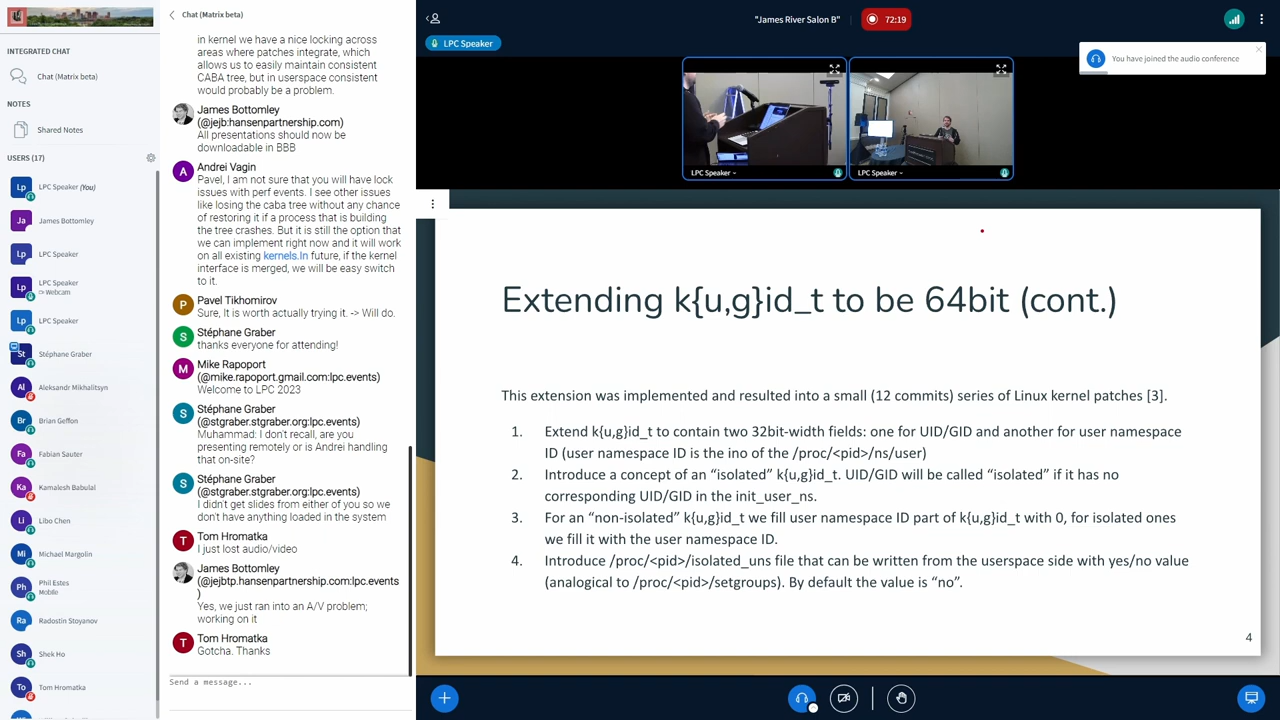 INTEGRATED CHAT
Chat (Matrix beta)
NOTES
Shared Notes
USERS (17)
Lp
LPC Speaker (You)
Ja
James Bottomley
Lp
LPC Speaker
Lp
LPC Speaker
Webcam
Lp
LPC Speaker
St
Stéphane Graber
Al
Aleksandr Mikhalitsyn
Br
Brian Geffon
Fa
Fabian Sauter
Ka
Kamalesh Babulal
Li
Libo Chen
Mi
Michael Margolin
Ph
Phil Estes
Mobile
Ra
Radostin Stoyanov
Sh
Shek Ho
To
Tom Hromatka
Chat (Matrix beta)
in kernel we have a nice locking across
areas where patches integrate, which
allows us to easily maintain consistent
CABA tree, but in userspace consistent
would probably be a problem.
James Bottomley
(@jejb:hansenpartnership.com)
All presentations should now be
downloadable in BBB
A
Andrei Vagin
Pavel, I am not sure that you will have lock
issues with perf events. I see other issues
like losing the caba tree without any chance
of restoring it if a process that is building
the tree crashes. But it is still the option that
we can implement right now and it will work
on all existing kernels.In future, if the kernel
interface is merged, we will be easy switch
to it.
P
Pavel Tikhomirov
Sure, It is worth actually trying it. -> Will do.
S
Stéphane Graber
thanks everyone for attending!
M
Mike Rapoport
(@mike.rapoport.gmail.com:lpc.events)
Welcome to LPC 2023
S
Stéphane Graber
(@stgraber.stgraber.org:lpc.events)
Muhammad: I don't recall, are you
presenting remotely or is Andrei handling
that on-site?
S
Stéphane Graber
(@stgraber.stgraber.org:lpc.events)
I didn't get slides from either of you so we
don't have anything loaded in the system
T
Tom Hromatka
I just lost audio/video
James Bottomley
(@jejbtp.hansenpartnership.com:lpc.events
)
Yes, we just ran into an A/V problem;
working on it
T
Tom Hromatka
Gotcha. Thanks
Send a message...
"James River Salon B"
72:19
LPC Speaker
You have joined the audio conference
LPC Speaker
LPC Speaker
Extending k{u,g}id_t to be 64bit (cont.)
This extension was implemented and resulted into a small (12 commits) series of Linux kernel patches [3].
1. Extend k{u,g}id_t to contain two 32bit-width fields: one for UID/GID and another for user namespace
ID (user namespace ID is the ino of the /proc/<pid>/ns/user)
2. Introduce a concept of an “isolated” k{u,g}id_t. UID/GID will be called “isolated” if it has no
corresponding UID/GID in the init_user_ns.
3. For an “non-isolated” k{u,g}id_t we fill user namespace ID part of k{u,g}id_t with 0, for isolated ones
we fill it with the user namespace ID.
4. Introduce /proc/<pid>/isolated_uns file that can be written from the userspace side with yes/no value
(analogical to /proc/<pid>/setgroups). By default the value is “no”.
4